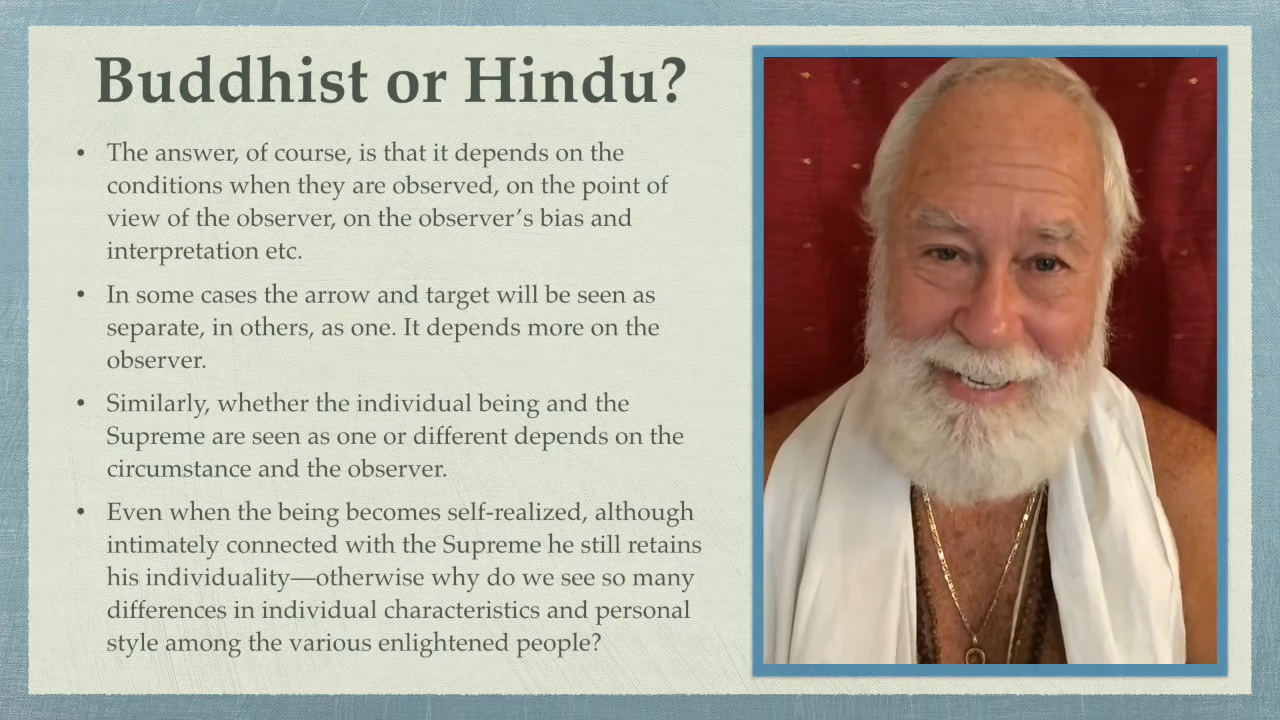 Buddhist or Hindu?
• The answer, of course, is that it depends on the
conditions when they are observed, on the point of
view of the observer, on the observer’s bias and
interpretation etc.
• In some cases the arrow and target will be seen as
separate, in others, as one. It depends more on the
observer.
• Similarly, whether the individual being and the
Supreme are seen as one or different depends on the
circumstance and the observer.
• Even when the being becomes self-realized, although
intimately connected with the Supreme he still retains
his individuality—otherwise why do we see so many
differences in individual characteristics and personal
style among the various enlightened people?